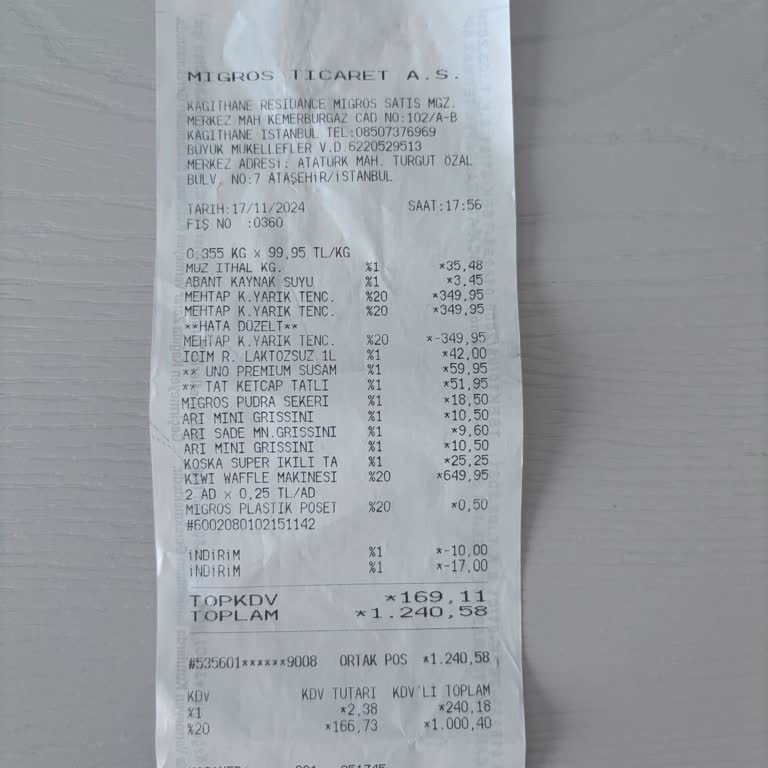 MIGROS TICARET A.S.
KAGITHANE RESIDANCE MIGROS SATIS MGZ.
MERKEZ MAH KEMERBURGAZ CAD NO:102/A-B
KAGITHANE ISTANBUL TEL:08507376969
BUYUK MUKELLEFLER V.D.6220529513
MERKEZ ADRESİ: ATATURK MAH. TURGUT ÖZAL
BULV. NO:7 ATAŞEHİR/İSTANBUL
TARIH:17/11/2024 SAAT:17:56
FIŞ NO :0360
0.355 KG × 99,95 TL/KG
MUZ ITHAL KG. %1 *35,48
ABANT KAYNAK SUYU %1 *3,45
MEHTAP K.YARIK TENC. %20 *349,95
MEHTAP K.YARIK TENC. %20 *349,95
**HATA DÜZELT**
MEHTAP K.YARIK TENC. %20 *-349,95
ICIM R. LAKTOZSUZ 1L %1 *42,00
** UNO PREMIUM SUSAM %1 *59,95
** TAT KETCAP TATLI %1 *51,95
MIGROS PUDRA SEKERI %1 *18,50
ARI MINI GRISSINI %1 *10,50
ARI SADE MN.GRISSINI %1 *9,60
ARI MINI GRISSINI %1 *10,50
KOSKA SUPER IKILI TA %1 *25,25
KIWI WAFFLE MAKINESI %20 *649,95
2 AD × 0,25 TL/AD
MIGROS PLASTIK POSET %20 *0,50
#6002080102151142
İNDİRİM %1 *-10,00
İNDİRİM %1 *-17,00
TOPKDV *169,11
TOPLAM *1.240,58
#535601******9008 ORTAK POS *1.240,58
KDV KDV TUTARI KDV'Lİ TOPLAM
%1 *2,38 *240,18
%20 *166,73 *1.000,40